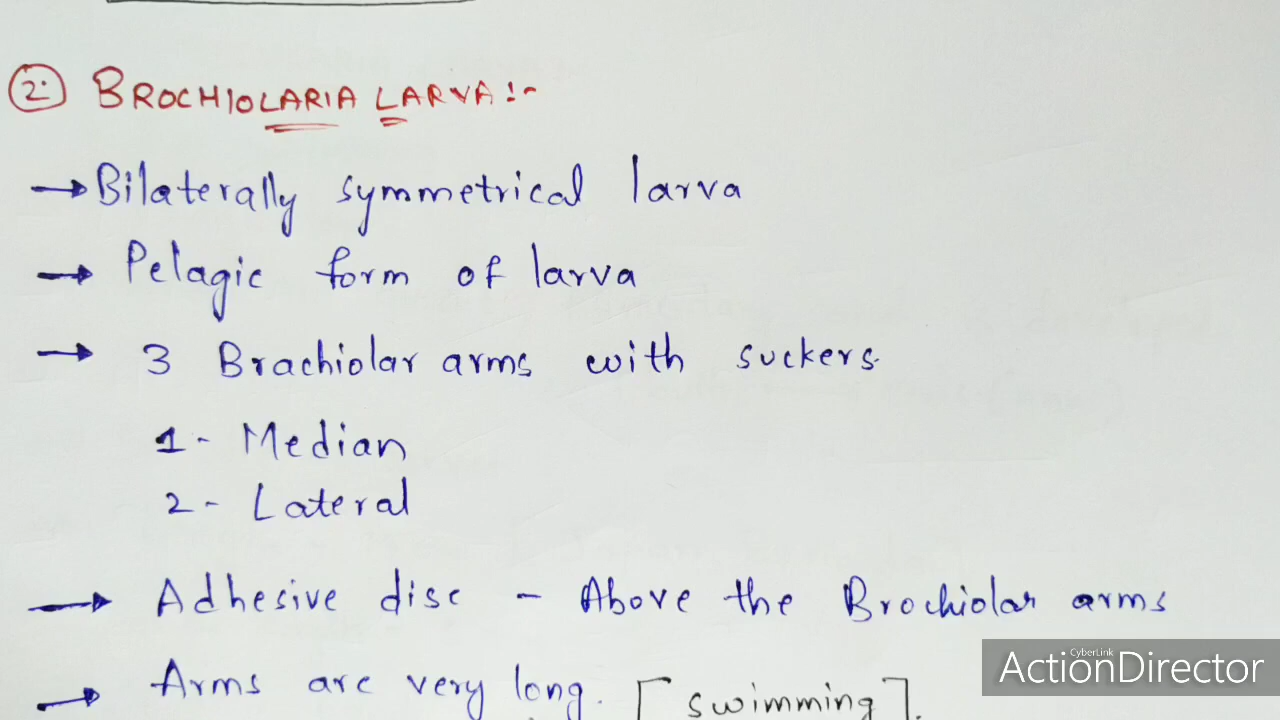 2. BROCHIOLARIA LARVA :-
→ Bilaterally symmetrical larva
→ Pelagic form of larva
→ 3 Brachiolar arms with suckers.
1 - Median
2 - Lateral
→ Adhesive disc - Above the Brochiolar arms
→ Arms are very long. [swimming].
CyberLink
ActionDirector